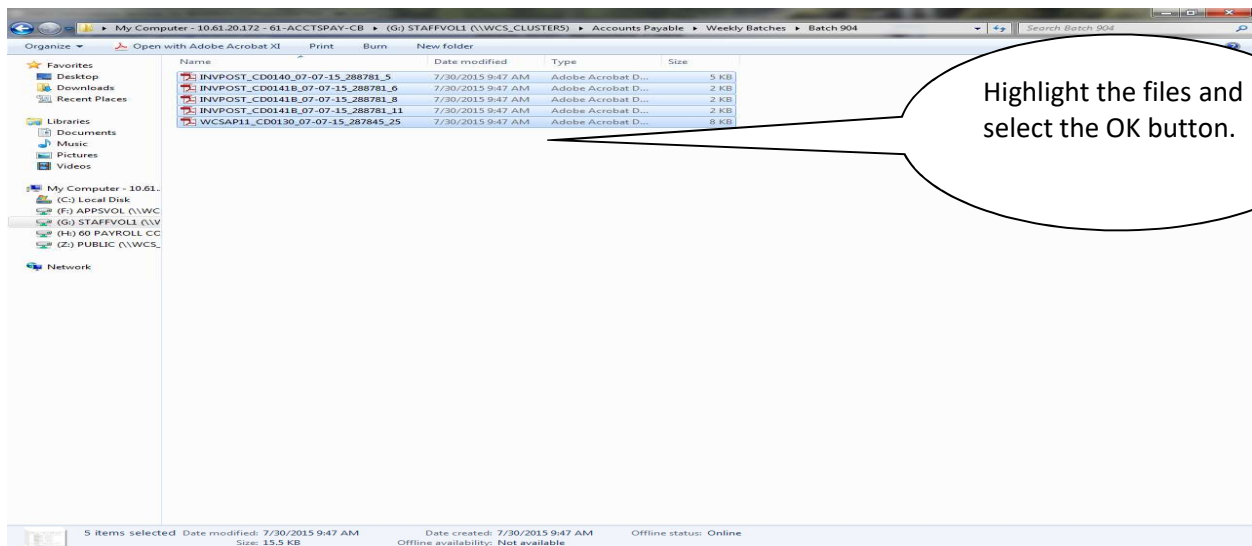 My Computer - 10.61.20.172 - 61-ACCTSPAY-CB ▸ (G:) STAFFVOL1 (\\WCS_CLUSTER5) ▸ Accounts Payable ▸ Weekly Batches ▸ Batch 904
Search Batch 904
Organize Open with Adobe Acrobat XI Print Burn New folder
Name Date modified Type Size
INVPOST_CD0140_07-07-15_288781_5 7/30/2015 9:47 AM Adobe Acrobat D... 5 KB
INVPOST_CD0141B_07-07-15_288781_6 7/30/2015 9:47 AM Adobe Acrobat D... 2 KB
INVPOST_CD0141B_07-07-15_288781_8 7/30/2015 9:47 AM Adobe Acrobat D... 2 KB
INVPOST_CD0141B_07-07-15_288781_11 7/30/2015 9:47 AM Adobe Acrobat D... 2 KB
WCSAP11_CD0130_07-07-15_287845_25 7/30/2015 9:47 AM Adobe Acrobat D... 8 KB
Favorites
Desktop
Downloads
Recent Places
Libraries
Documents
Music
Pictures
Videos
My Computer - 10.61..
(C:) Local Disk
(F:) APPSVOL (\\WC
(G:) STAFFVOL1 (\\V
(H:) 60 PAYROLL CC
(Z:) PUBLIC (\\WCS_
Network
Highlight the files and
select the OK button.
5 items selected Date modified: 7/30/2015 9:47 AM Date created: 7/30/2015 9:47 AM Offline status: Online
Size: 15.5 KB Offline availability: Not available